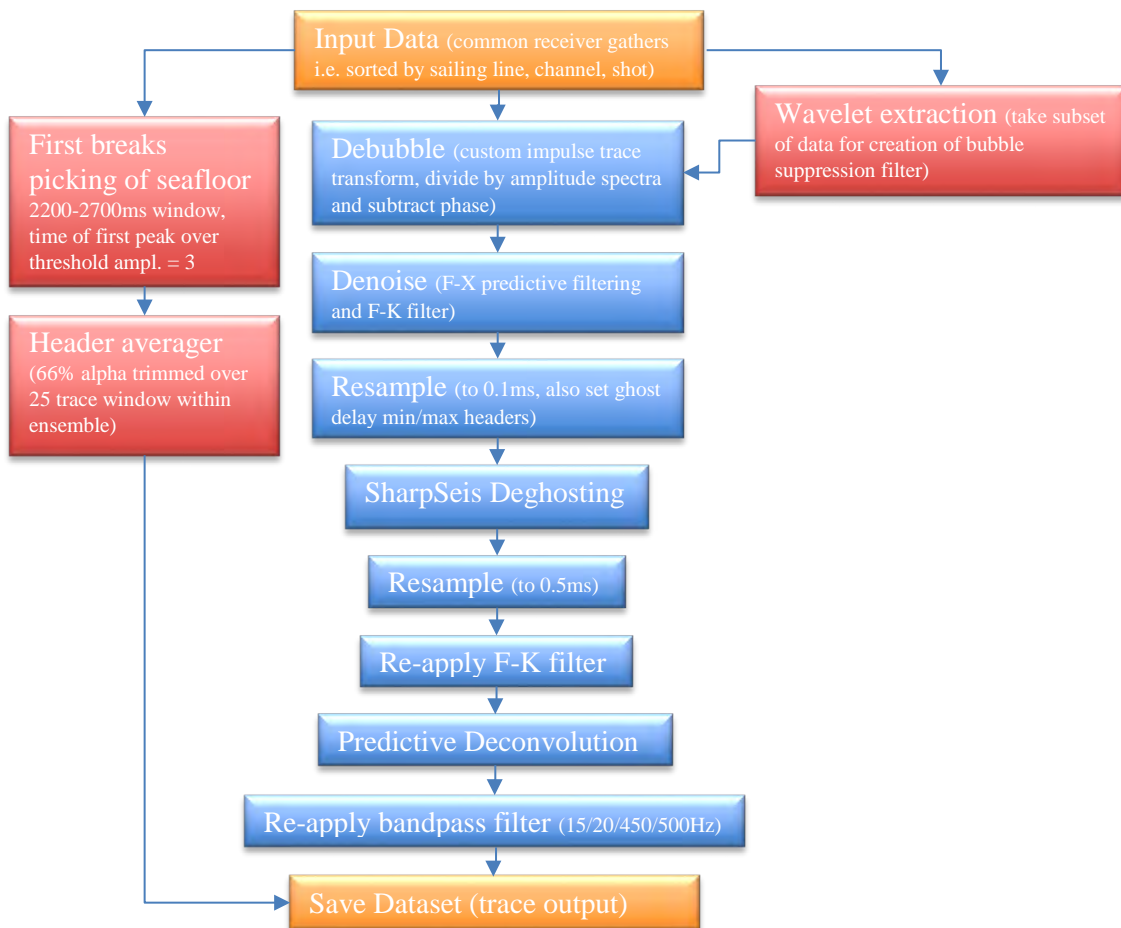 Input Data (common receiver gathers
i.e. sorted by sailing line, channel, shot)
First breaks
picking of seafloor
2200-2700ms window,
time of first peak over
threshold ampl. = 3
Header averager
(66% alpha trimmed over
25 trace window within
ensemble)
Wavelet extraction (take subset
of data for creation of bubble
suppression filter)
Debubble (custom impulse trace
transform, divide by amplitude spectra
and subtract phase)
Denoise (F-X predictive filtering
and F-K filter)
Resample (to 0.1ms, also set ghost
delay min/max headers)
SharpSeis Deghosting
Resample (to 0.5ms)
Re-apply F-K filter
Predictive Deconvolution
Re-apply bandpass filter (15/20/450/500Hz)
Save Dataset (trace output)